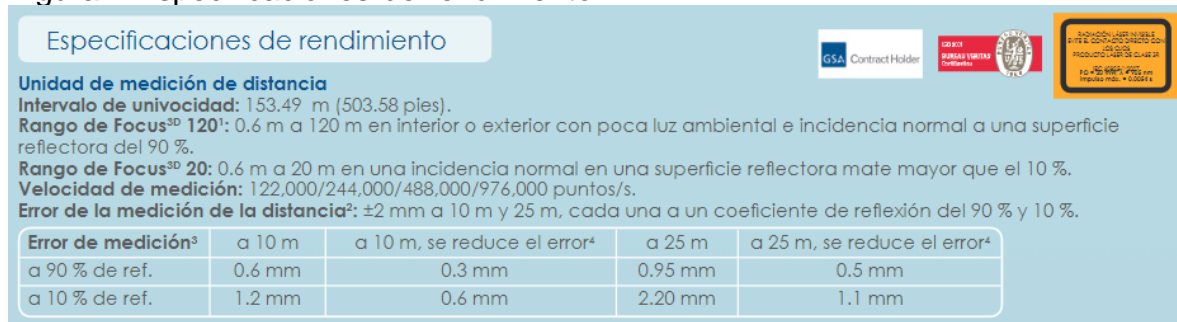 Especificaciones de rendimiento
GSA Contract Holder
ISO 9001
BUREAU VERITAS
Certification
Unidad de medición de distancia
Intervalo de univocidad: 153.49 m (503.58 pies).
Rango de Focus³ᴰ 120¹: 0.6 m a 120 m en interior o exterior con poca luz ambiental e incidencia normal a una superficie
reflectora del 90 %.
Rango de Focus³ᴰ 20: 0.6 m a 20 m en una incidencia normal en una superficie reflectora mate mayor que el 10 %.
Velocidad de medición: 122,000/244,000/488,000/976,000 puntos/s.
Error de la medición de la distancia²: ±2 mm a 10 m y 25 m, cada una a un coeficiente de reflexión del 90 % y 10 %.
Error de medición³ a 10 m a 10 m, se reduce el error⁴ a 25 m a 25 m, se reduce el error⁴
a 90 % de ref. 0.6 mm 0.3 mm 0.95 mm 0.5 mm
a 10 % de ref. 1.2 mm 0.6 mm 2.20 mm 1.1 mm